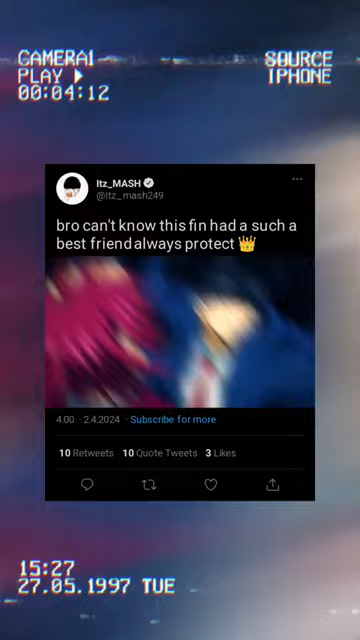 CAMERA1
PLAY
00:04:12
SOURCE
IPHONE
Itz_MASH
@Itz_mash249
bro can't know this fin had a such a
best friend always protect 👑
4.00 · 2.4.2024 · Subscribe for more
10 Retweets 10 Quote Tweets 3 Likes
15:27
27.05.1997 TUE